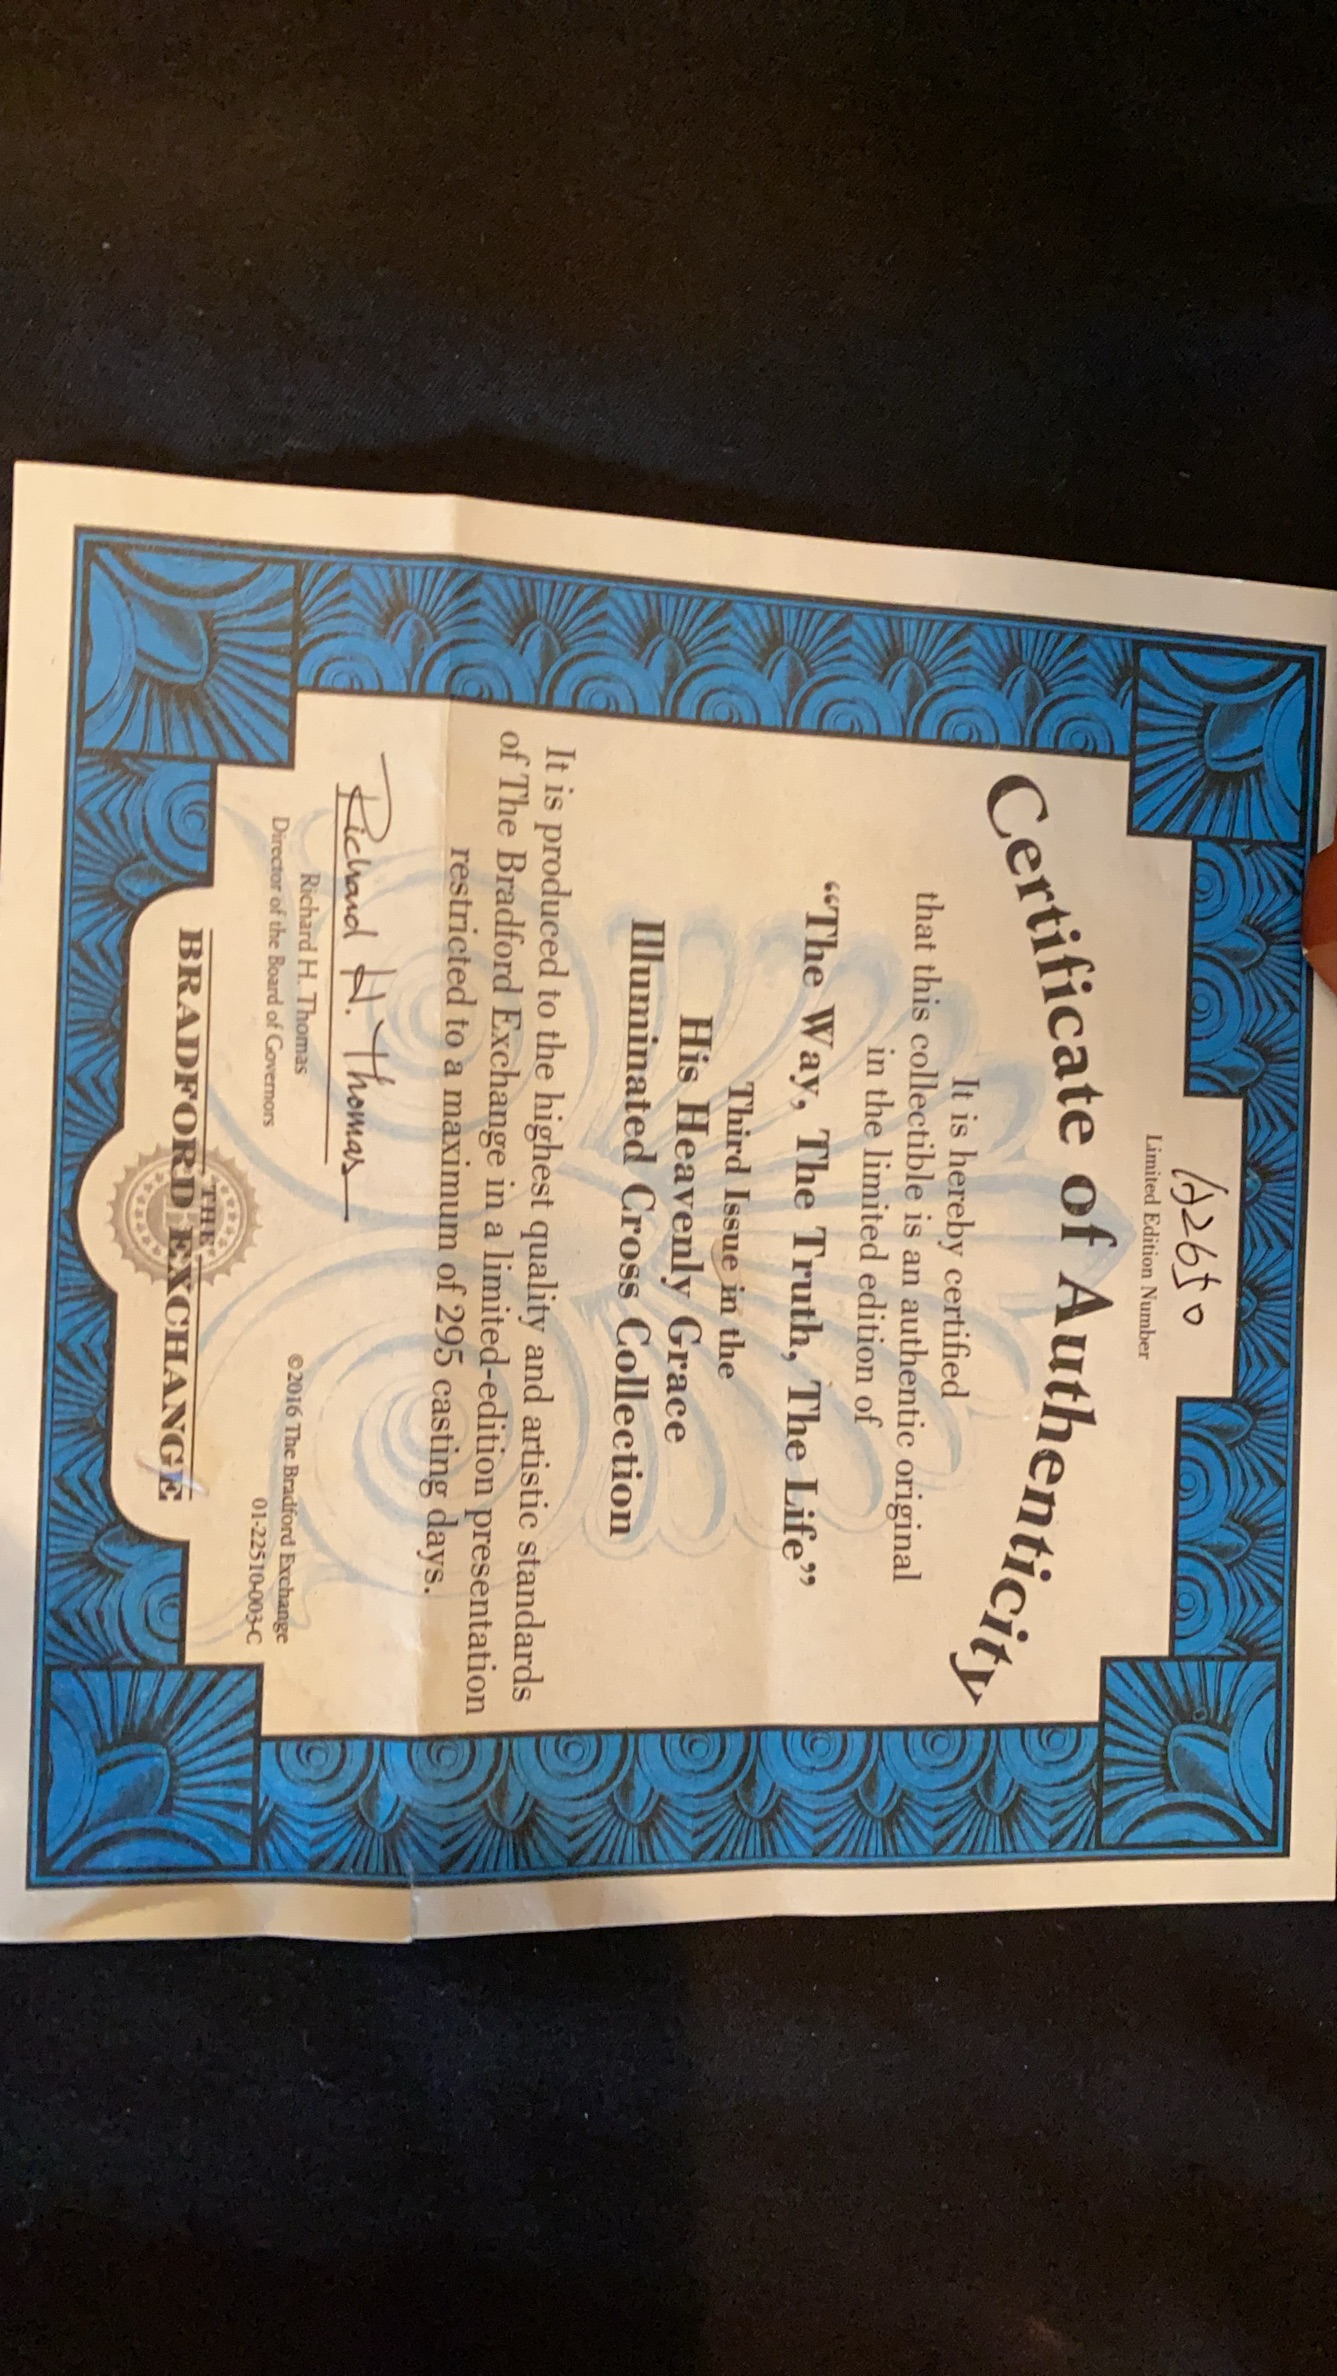 A2650
Limited Edition Number
Certificate of Authenticity
It is hereby certified
that this collectible is an authentic original
in the limited edition of
“The Way, The Truth, The Life”
Third Issue in the
His Heavenly Grace
Illuminated Cross Collection
It is produced to the highest quality and artistic standards
of The Bradford Exchange in a limited-edition presentation
restricted to a maximum of 295 casting days.
Richard H. Thomas
Richard H. Thomas
Director of the Board of Governors
©2016 The Bradford Exchange
01-22510-003-C
THE
BRADFORD EXCHANGE